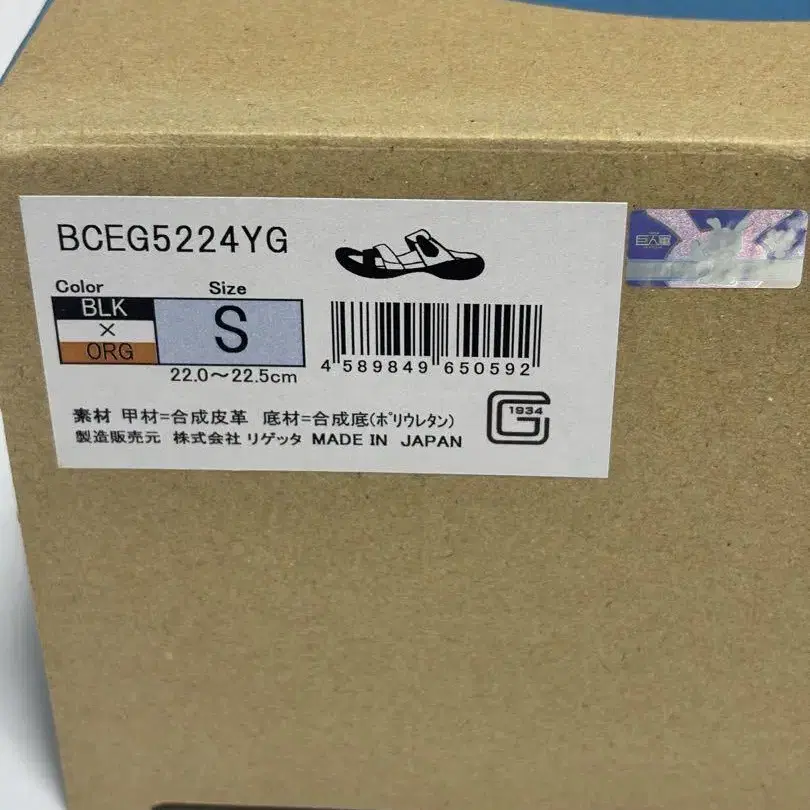 BCEG5224YG
Color
Size
BLK
×
ORG
S
22.0～22.5cm
4 589849 650592
素材 甲材=合成皮革 底材=合成底(ﾎﾟﾘｳﾚﾀﾝ)
製造販売元 株式会社 リゲッタ MADE IN JAPAN
1934
巨人軍